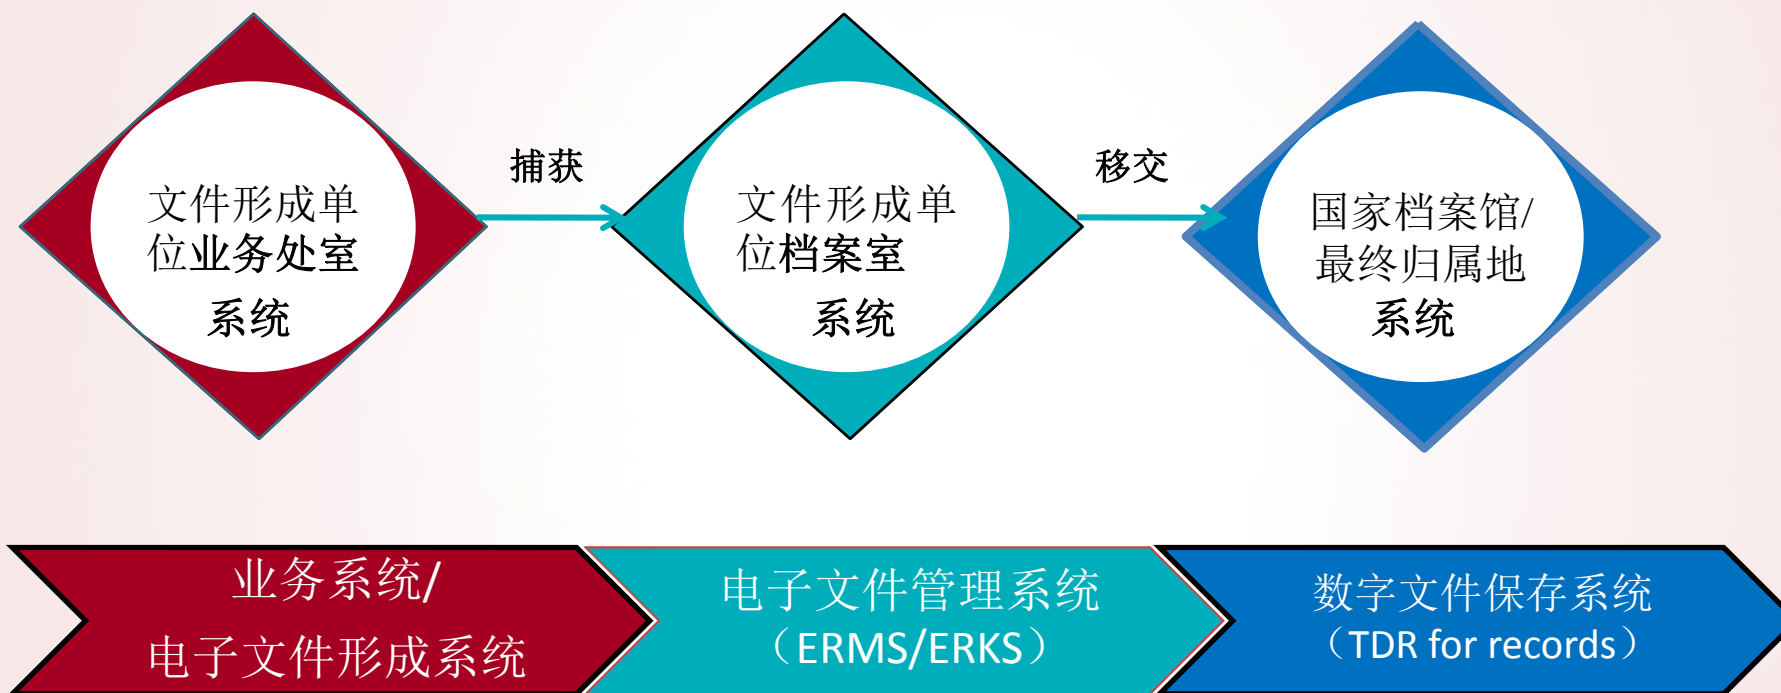 文件形成单
位业务处室
系统
捕获
文件形成单
位档案室
系统
移交
国家档案馆/
最终归属地
系统
业务系统/
电子文件形成系统
电子文件管理系统
（ERMS/ERKS）
数字文件保存系统
（TDR for records）